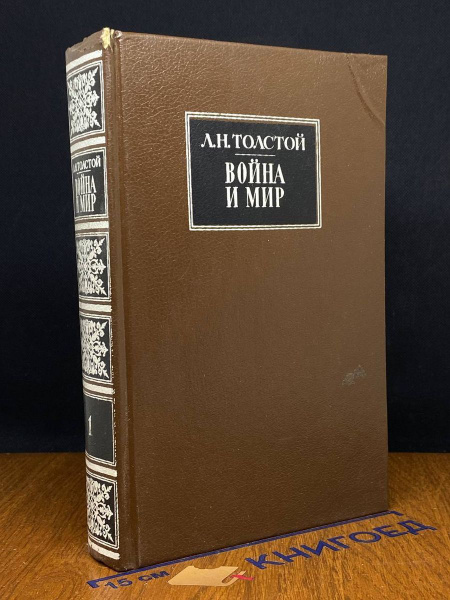 Л.Н.ТОЛСТОЙ
ВОЙНА
И МИР
Л.Н.ТОЛСТОЙ
ВОЙНА
И МИР
1
15 см
КНИГОЕД